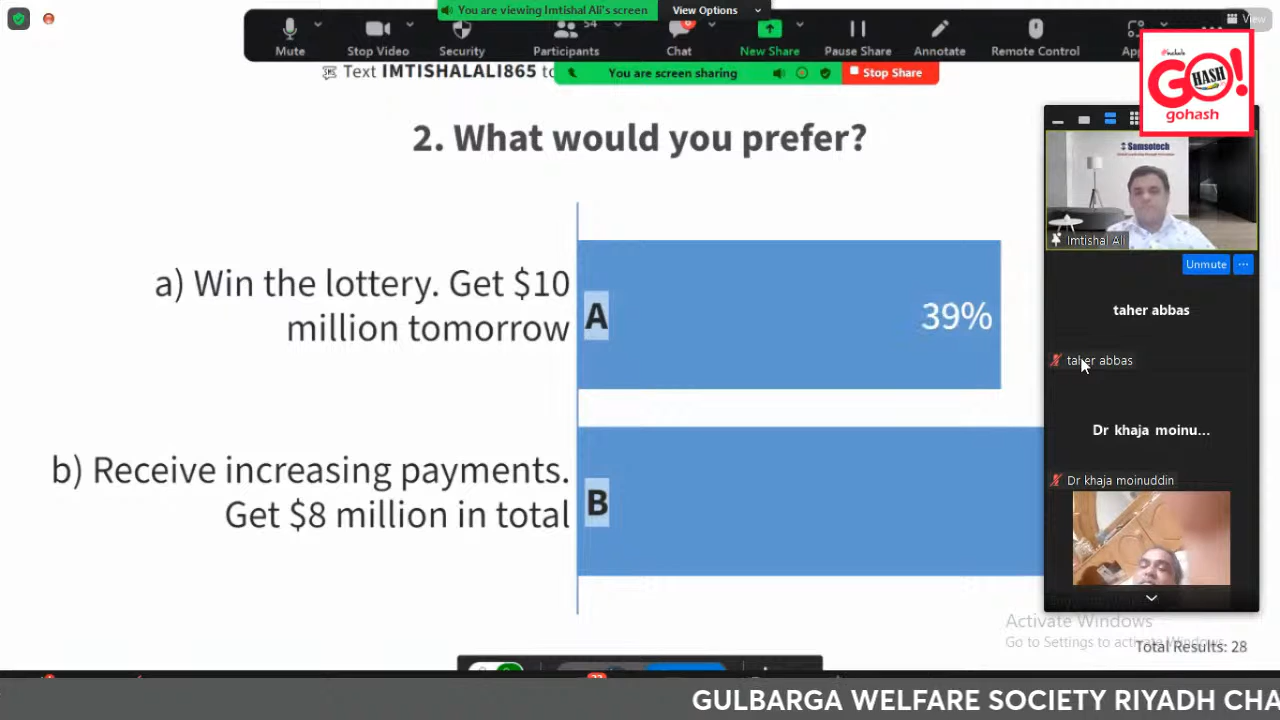 You are viewing Imtishal Ali's screen
View Options
View
Mute
Stop Video
Security
Participants
54
Chat
New Share
Pause Share
Annotate
Remote Control
Text IMTISHALALI865 to
You are screen sharing
Stop Share
GO!
HASH
gohash
2. What would you prefer?
Samsotech
Imtishal Ali
Unmute
a) Win the lottery. Get $10
million tomorrow
A
39%
taher abbas
taher abbas
Dr khaja moinu...
Dr khaja moinuddin
b) Receive increasing payments.
Get $8 million in total
B
Activate Windows
Go to Settings to activate Windows.
Total Results: 28
GULBARGA WELFARE SOCIETY RIYADH CHA